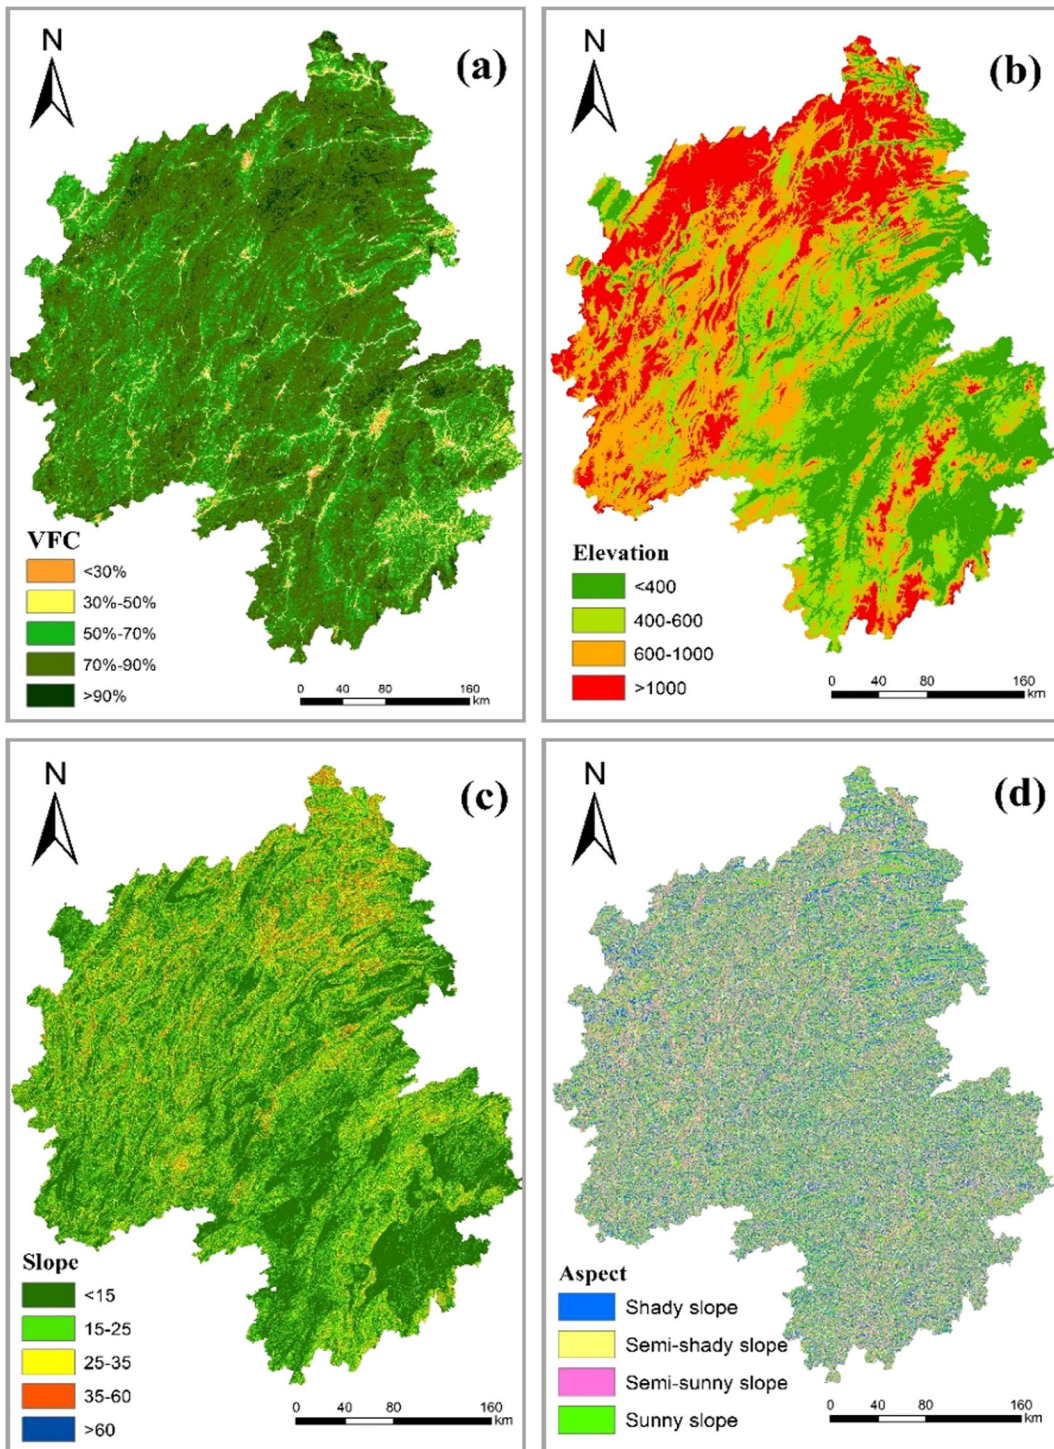 N
(a)
VFC
<30%
30%-50%
50%-70%
70%-90%
>90%
0 40 80 160
km
N
(b)
Elevation
<400
400-600
600-1000
>1000
0 40 80 160
km
N
(c)
Slope
<15
15-25
25-35
35-60
>60
0 40 80 160
km
N
(d)
Aspect
Shady slope
Semi-shady slope
Semi-sunny slope
Sunny slope
0 40 80 160
km